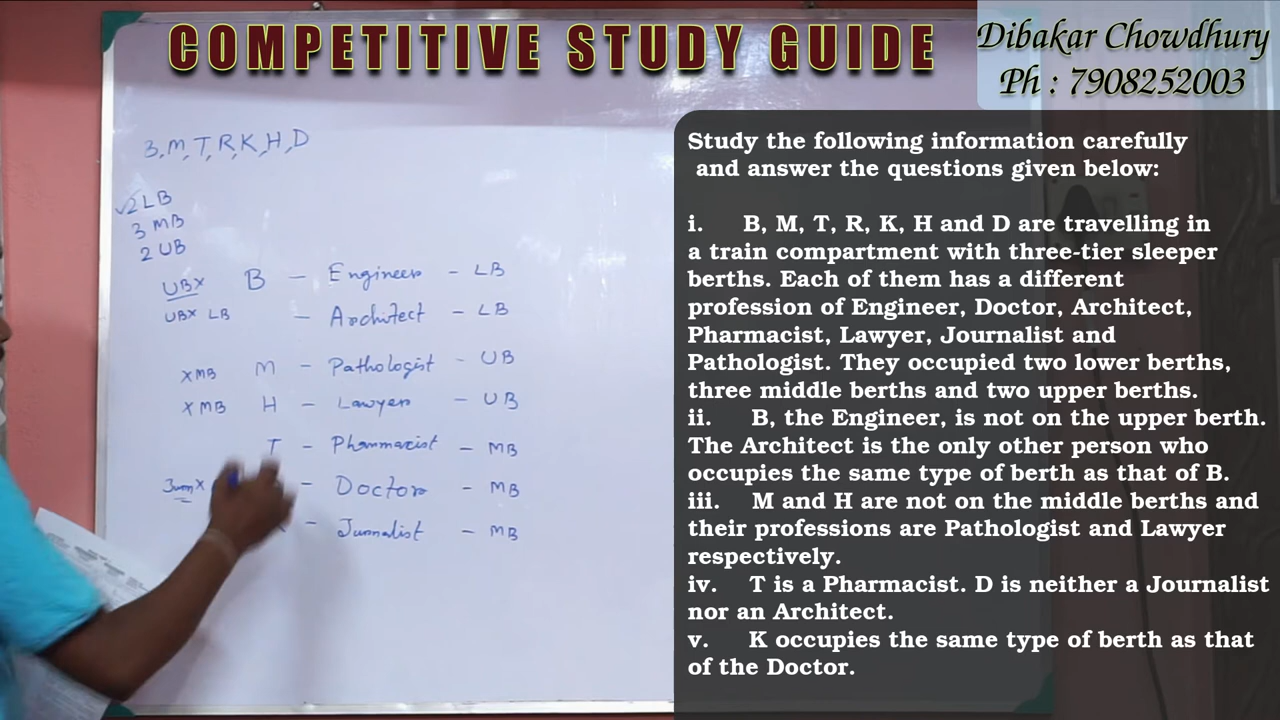 COMPETITIVE STUDY GUIDE
Dibakar Chowdhury
Ph : 7908252003
3, M, T, R, K, H, D
✓2 LB
3 MB
2 UB
UBX B – Engineer – LB
UBX LB – Architect – LB
XMB M – Pathologist – UB
XMB H – Lawyer – UB
T – Pharmacist – MB
– Doctor – MB
– Jurnalist – MB
Study the following information carefully
and answer the questions given below:
i. B, M, T, R, K, H and D are travelling in
a train compartment with three-tier sleeper
berths. Each of them has a different
profession of Engineer, Doctor, Architect,
Pharmacist, Lawyer, Journalist and
Pathologist. They occupied two lower berths,
three middle berths and two upper berths.
ii. B, the Engineer, is not on the upper berth.
The Architect is the only other person who
occupies the same type of berth as that of B.
iii. M and H are not on the middle berths and
their professions are Pathologist and Lawyer
respectively.
iv. T is a Pharmacist. D is neither a Journalist
nor an Architect.
v. K occupies the same type of berth as that
of the Doctor.